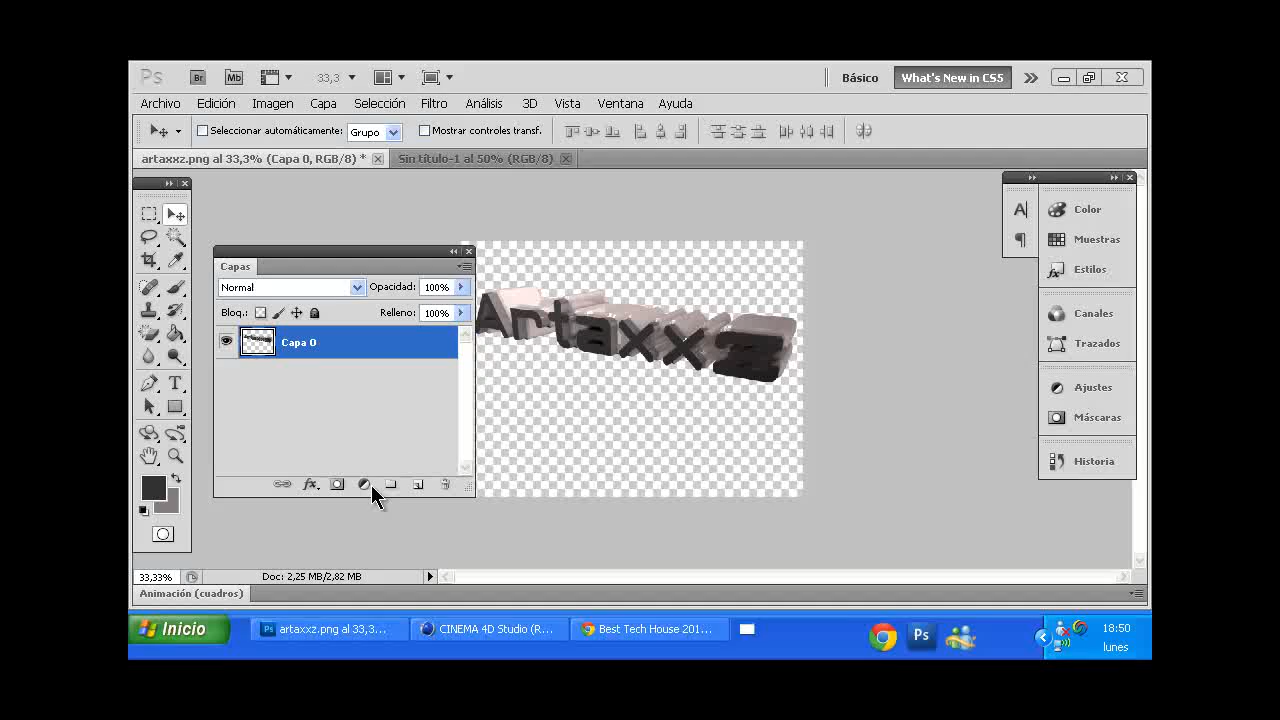 Ps Br Mb 33,3 Básico What's New in CS5
Archivo Edición Imagen Capa Selección Filtro Análisis 3D Vista Ventana Ayuda
Seleccionar automáticamente: Grupo Mostrar controles transf.
artaxxz.png al 33,3% (Capa 0, RGB/8) * Sin título-1 al 50% (RGB/8)
Capas
Normal Opacidad: 100%
Bloq.: Relleno: 100%
Capa 0
Artaxxz
Color
Muestras
Estilos
Canales
Trazados
Ajustes
Máscaras
Historia
33,33% Doc: 2,25 MB/2,82 MB
Animación (cuadros)
Inicio artaxxz.png al 33,3... CINEMA 4D Studio (R... Best Tech House 201... Ps 18:50
lunes